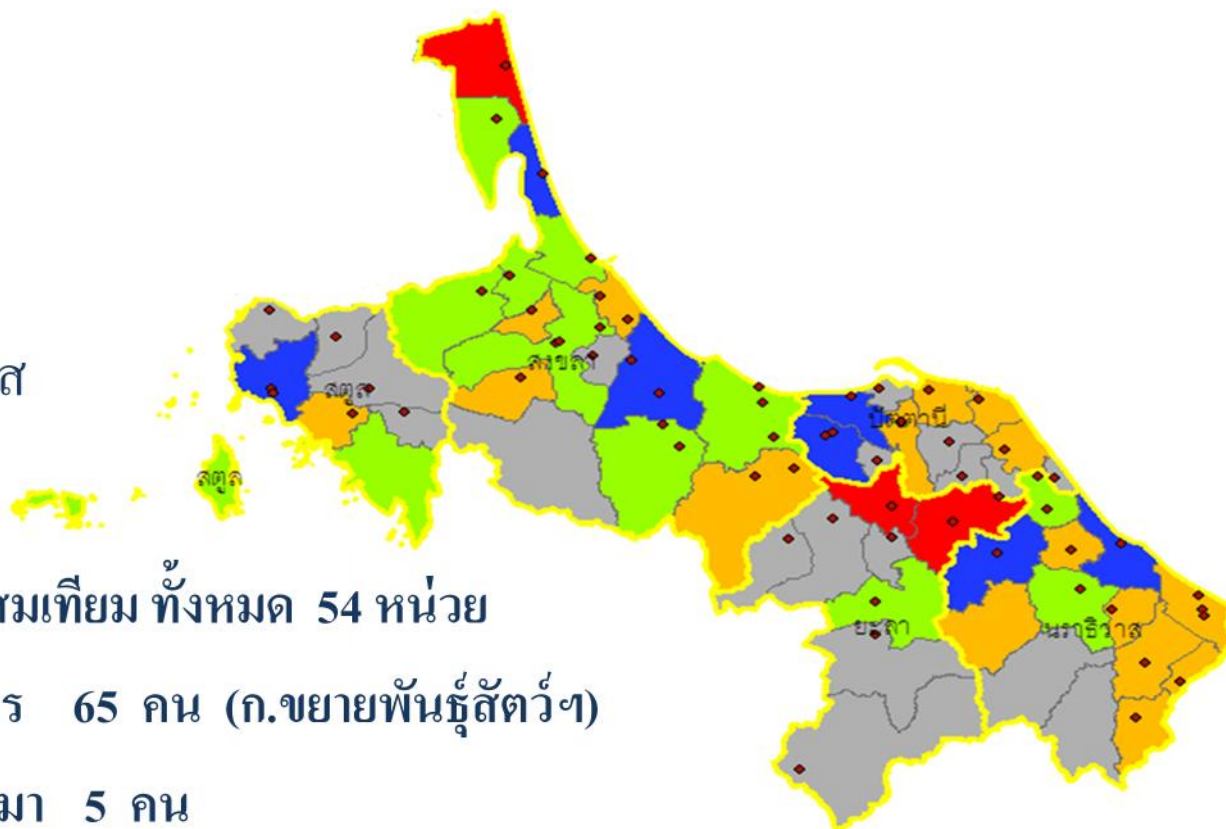 ส
สงขลา
สตูล
ปัตตานี
สตูล
สมเทียม ทั้งหมด 54 หน่วย
ยะลา
นราธิวาส
ร 65 คน (ก.ขยายพันธุ์สัตว์ฯ)
มา 5 คน